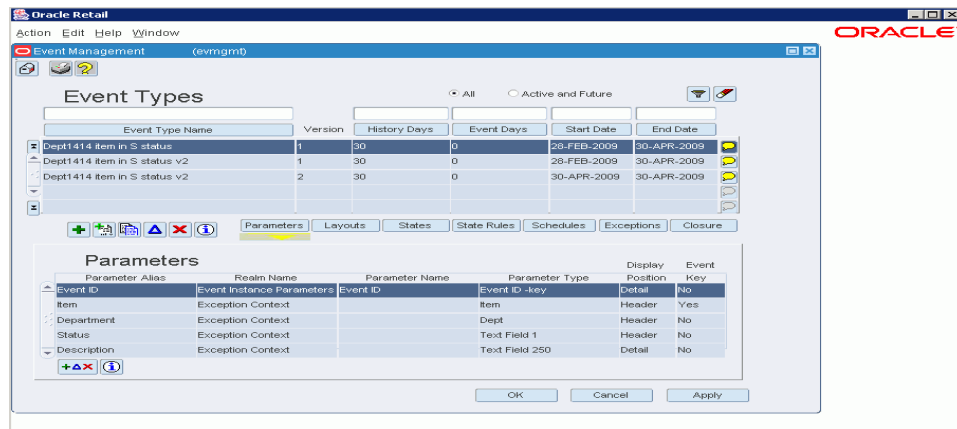 Oracle Retail
Action Edit Help Window
ORACLE
Event Management (evmgmt)
Event Types
All Active and Future
Event Type Name Version History Days Event Days Start Date End Date
Dept1414 item in S status 1 30 0 28-FEB-2009 30-APR-2009
Dept1414 item in S status v2 1 30 0 28-FEB-2009 30-APR-2009
Dept1414 item in S status v2 2 30 0 30-APR-2009 30-APR-2009
Parameters Layouts States State Rules Schedules Exceptions Closure
Parameters
Display Event
Parameter Alias Realm Name Parameter Name Parameter Type Position Key
Event ID Event Instance Parameters Event ID Event ID -key Detail No
Item Exception Context Item Header Yes
Department Exception Context Dept Header No
Status Exception Context Text Field 1 Header No
Description Exception Context Text Field 250 Detail No
OK Cancel Apply